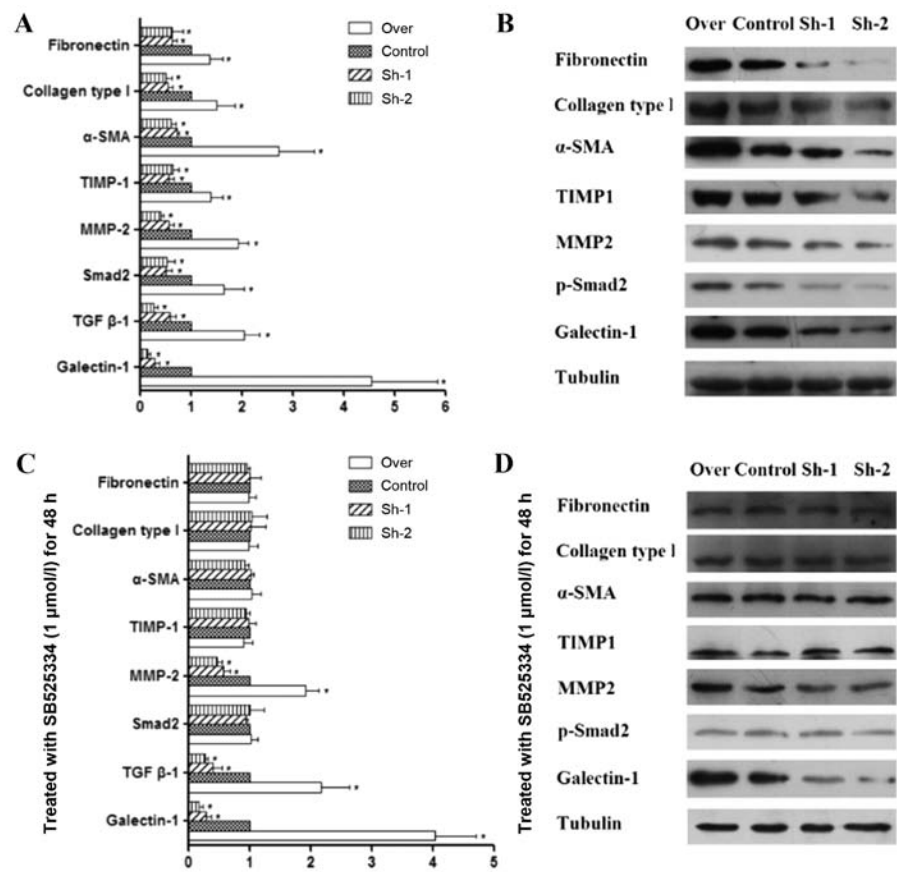 A
Over
Control
Sh-1
Sh-2
Fibronectin
Collagen type I
α-SMA
TIMP-1
MMP-2
Smad2
TGF β-1
Galectin-1
0 1 2 3 4 5 6
B
Over Control Sh-1 Sh-2
Fibronectin
Collagen type I
α-SMA
TIMP1
MMP2
p-Smad2
Galectin-1
Tubulin
C
Treated with SB525334 (1 μmol/l) for 48 h
Over
Control
Sh-1
Sh-2
Fibronectin
Collagen type I
α-SMA
TIMP-1
MMP-2
Smad2
TGF β-1
Galectin-1
0 1 2 3 4 5
D
Treated with SB525334 (1 μmol/l) for 48 h
Over Control Sh-1 Sh-2
Fibronectin
Collagen type I
α-SMA
TIMP1
MMP2
p-Smad2
Galectin-1
Tubulin